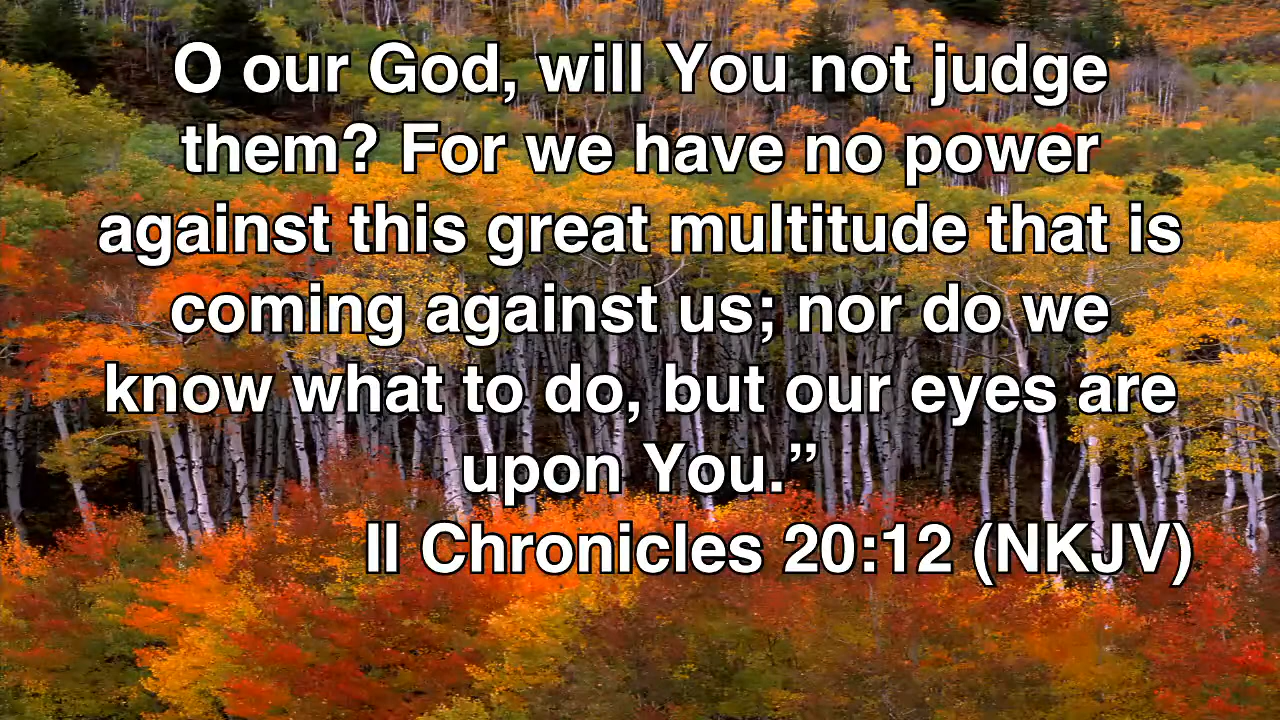 O our God, will You not judge
them? For we have no power
against this great multitude that is
coming against us; nor do we
know what to do, but our eyes are
upon You.”
II Chronicles 20:12 (NKJV)